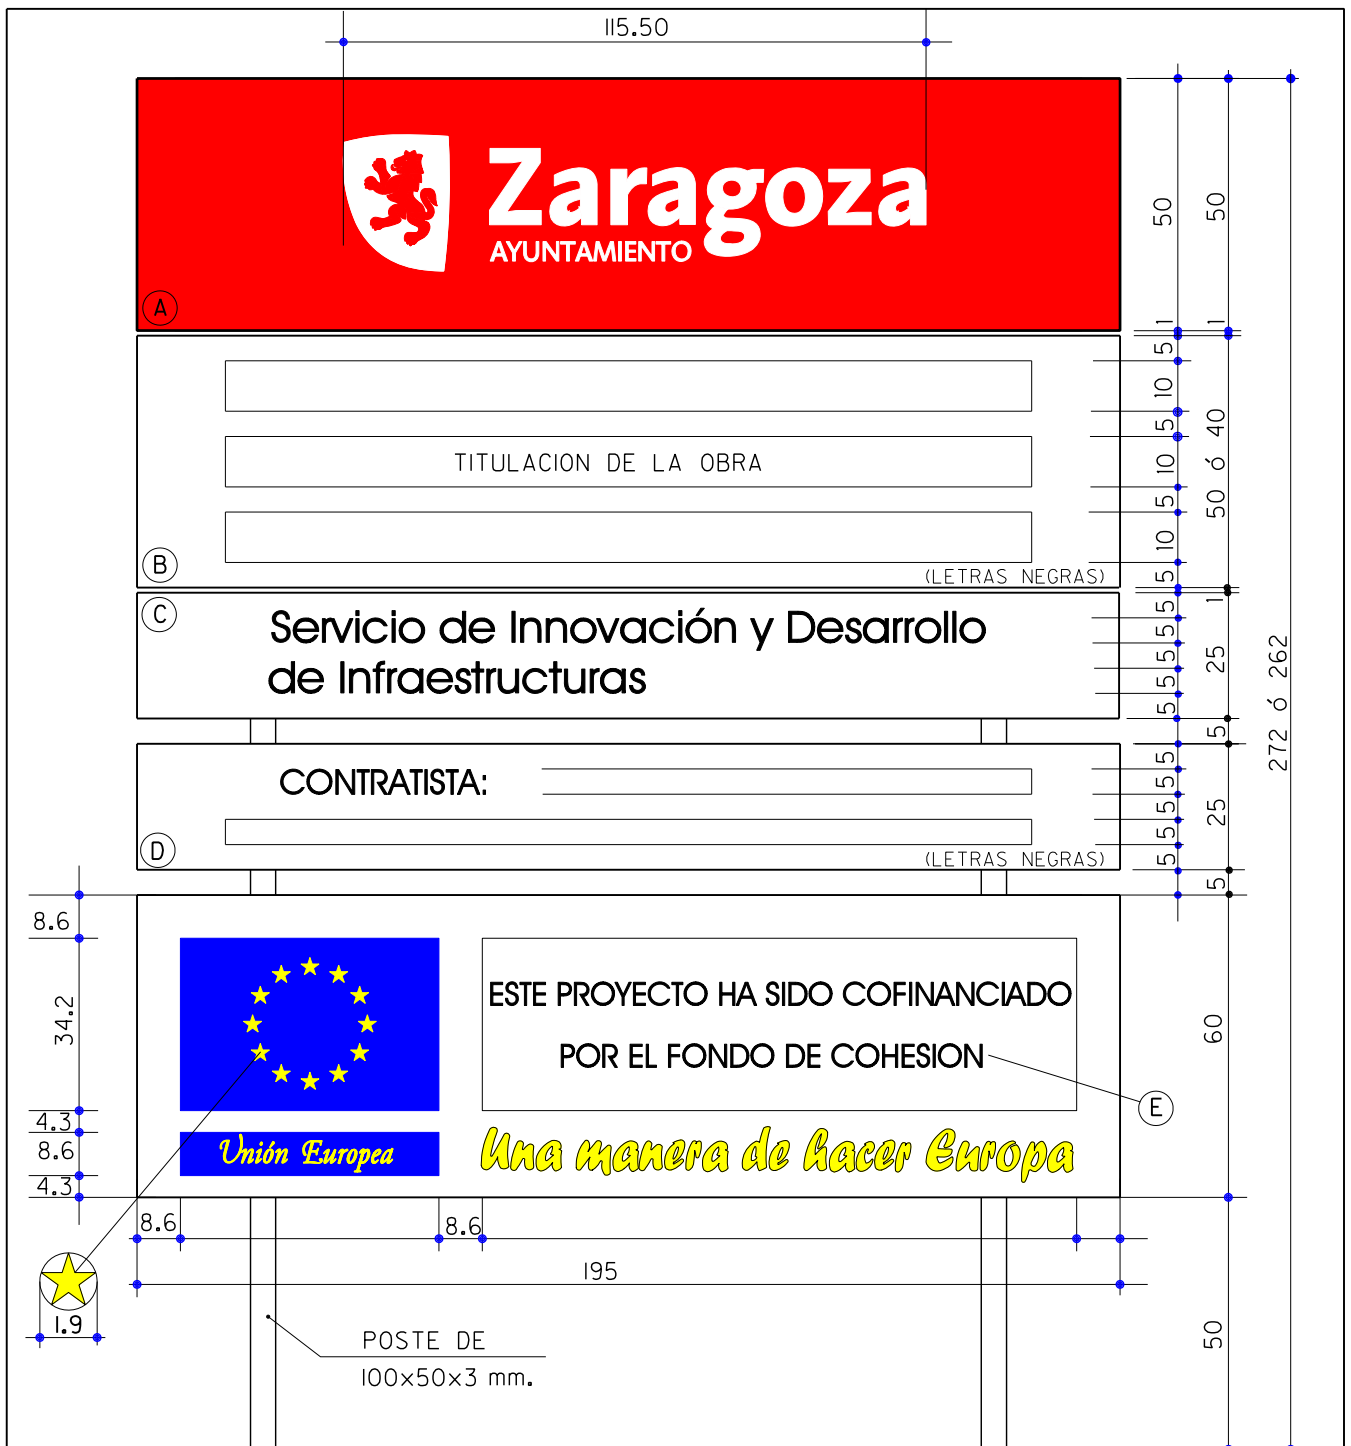 115.50
Zaragoza
AYUNTAMIENTO
A
50
50
1
1
5
10
5
10
5
10
5
50 ó 40
TITULACION DE LA OBRA
B
(LETRAS NEGRAS)
C
Servicio de Innovación y Desarrollo
de Infraestructuras
5
5
5
5
5
1
25
5
272 ó 262
CONTRATISTA:
D
(LETRAS NEGRAS)
5
5
5
5
5
25
5
8.6
34.2
4.3
8.6
4.3
ESTE PROYECTO HA SIDO COFINANCIADO
POR EL FONDO DE COHESION
E
60
Unión Europea
Una manera de hacer Europa
8.6
8.6
195
1.9
50
POSTE DE
100x50x3 mm.